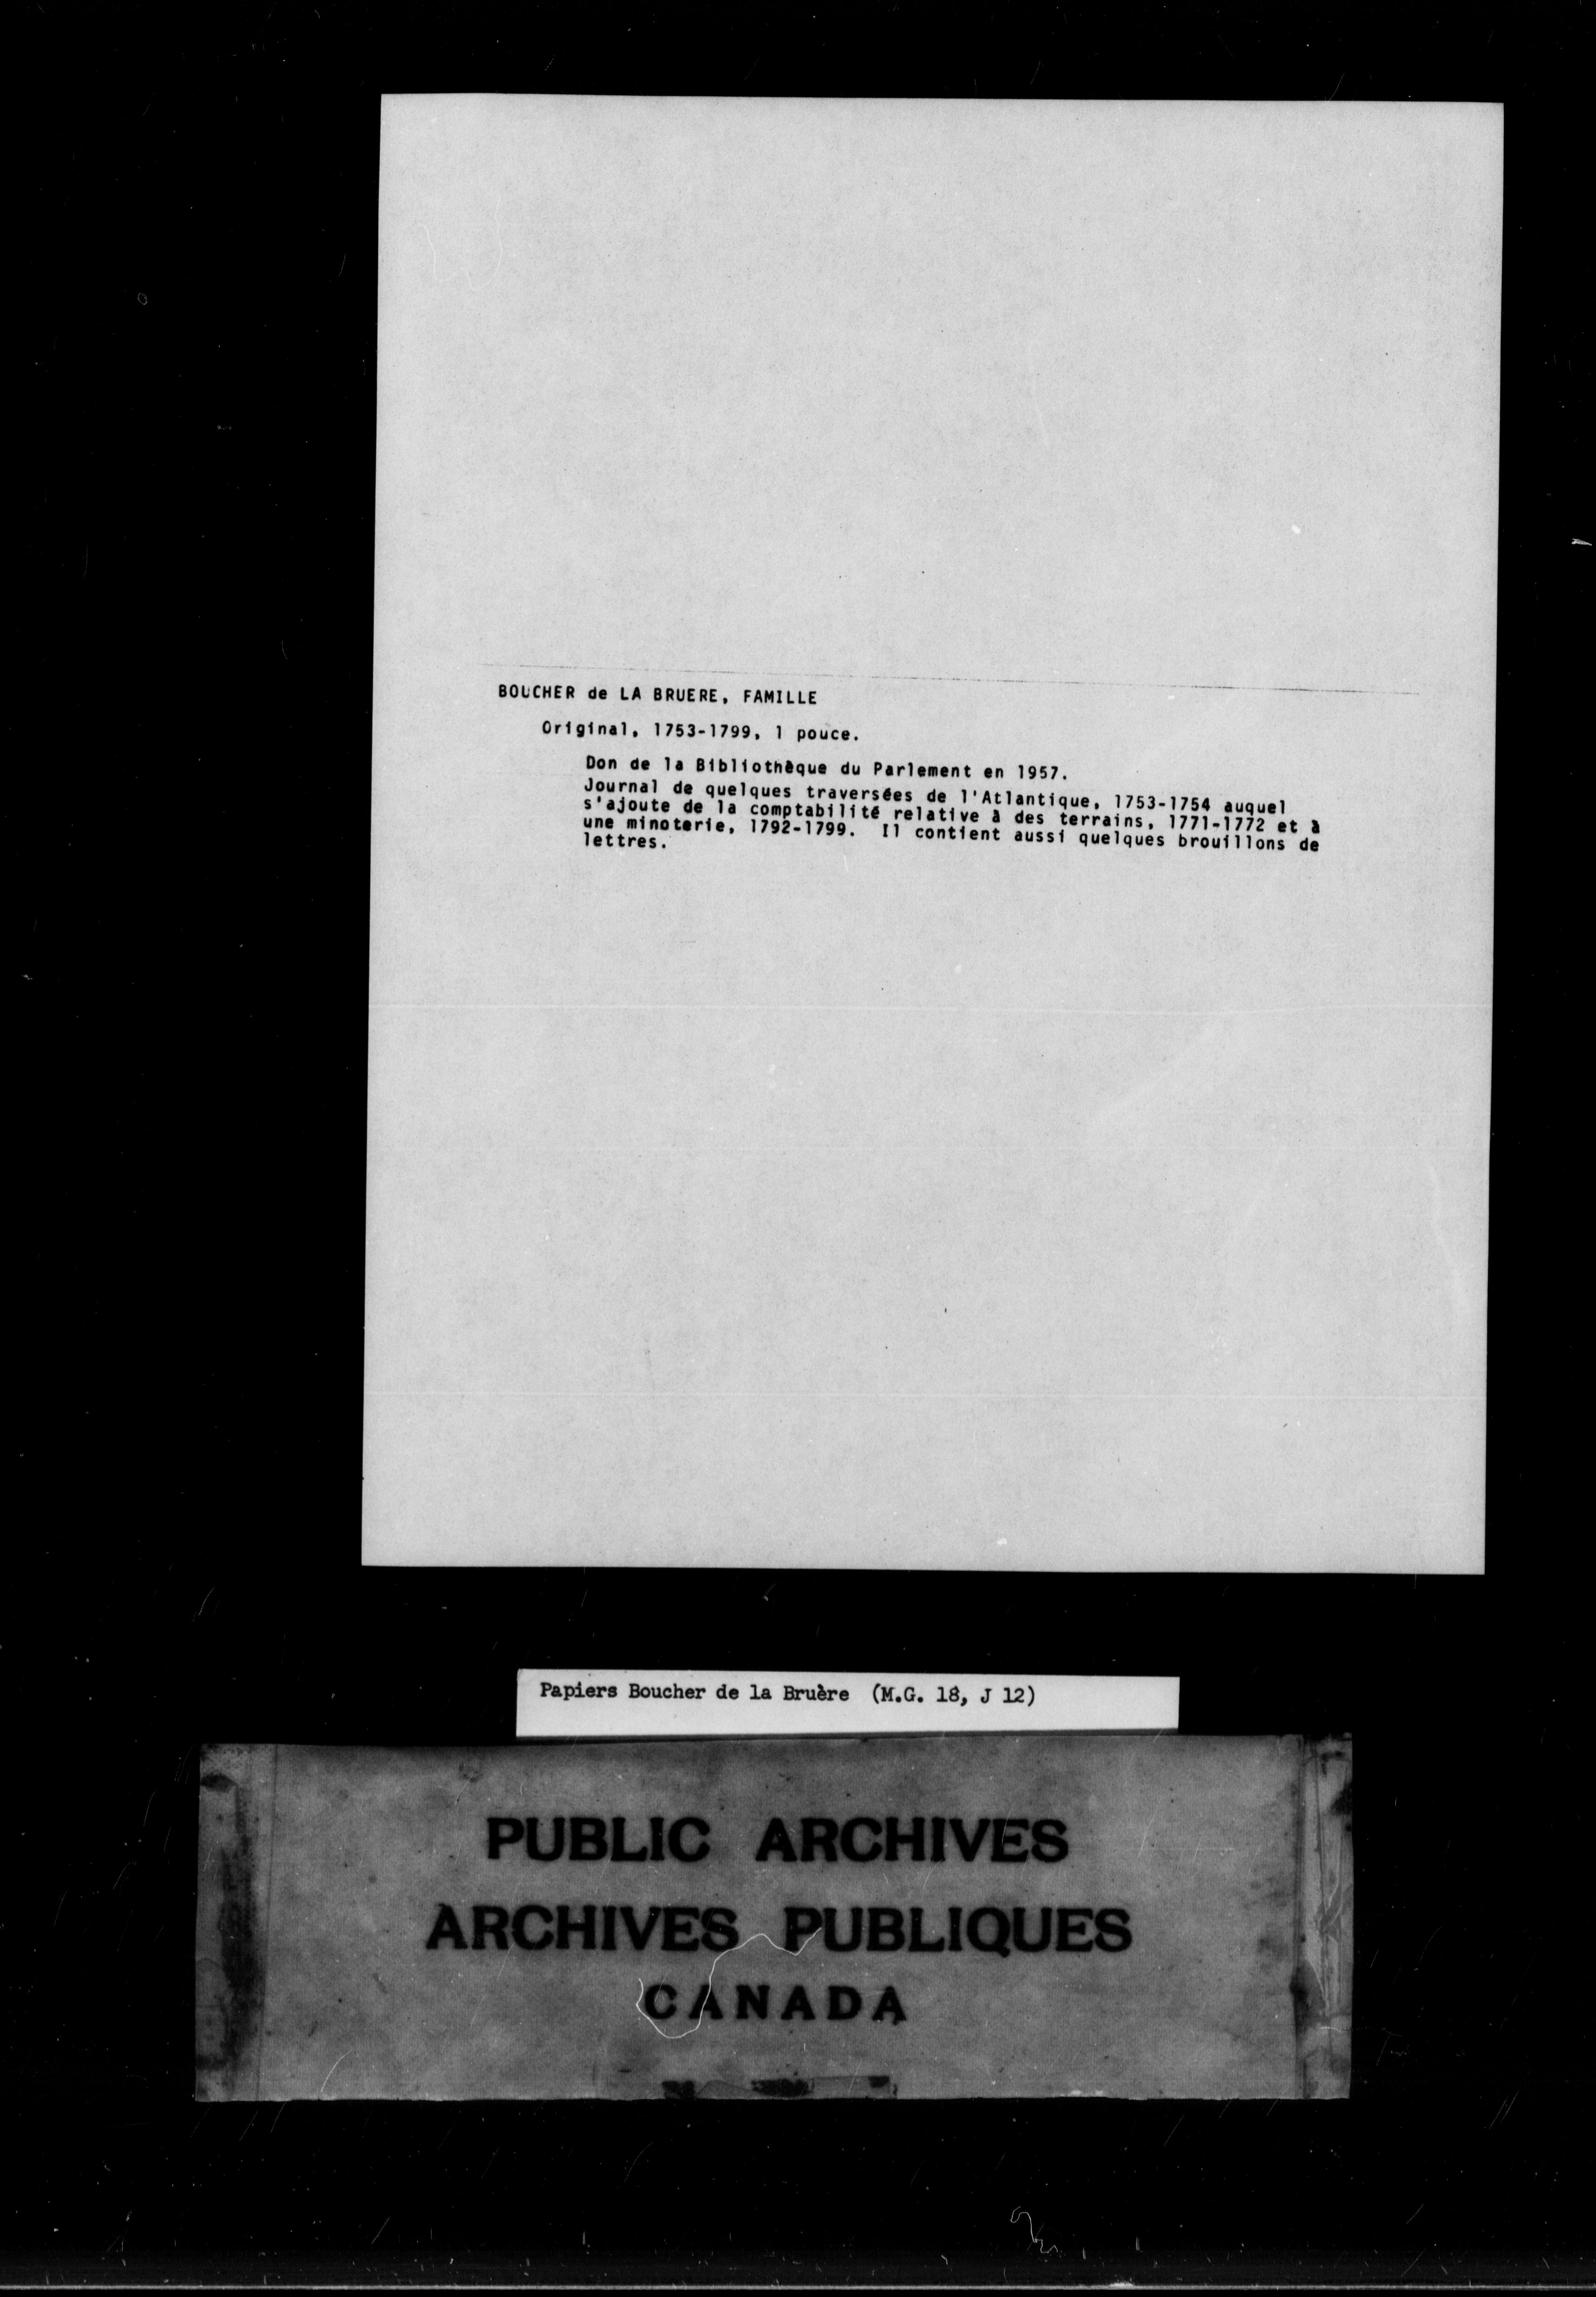 BOUCHER de LA BRUERE, FAMILLE
Original, 1753-1799, 1 pouce.
Don de la Bibliothèque du Parlement en 1957.
Journal de quelques traversées de l'Atlantique, 1753-1754 auquel
s'ajoute de la comptabilité relative à des terrains, 1771-1772 et à
une minoterie, 1792-1799. Il contient aussi quelques brouillons de
lettres.
Papiers Boucher de la Bruère (M.G. 18, J 12)
PUBLIC ARCHIVES
ARCHIVES PUBLIQUES
CANADA